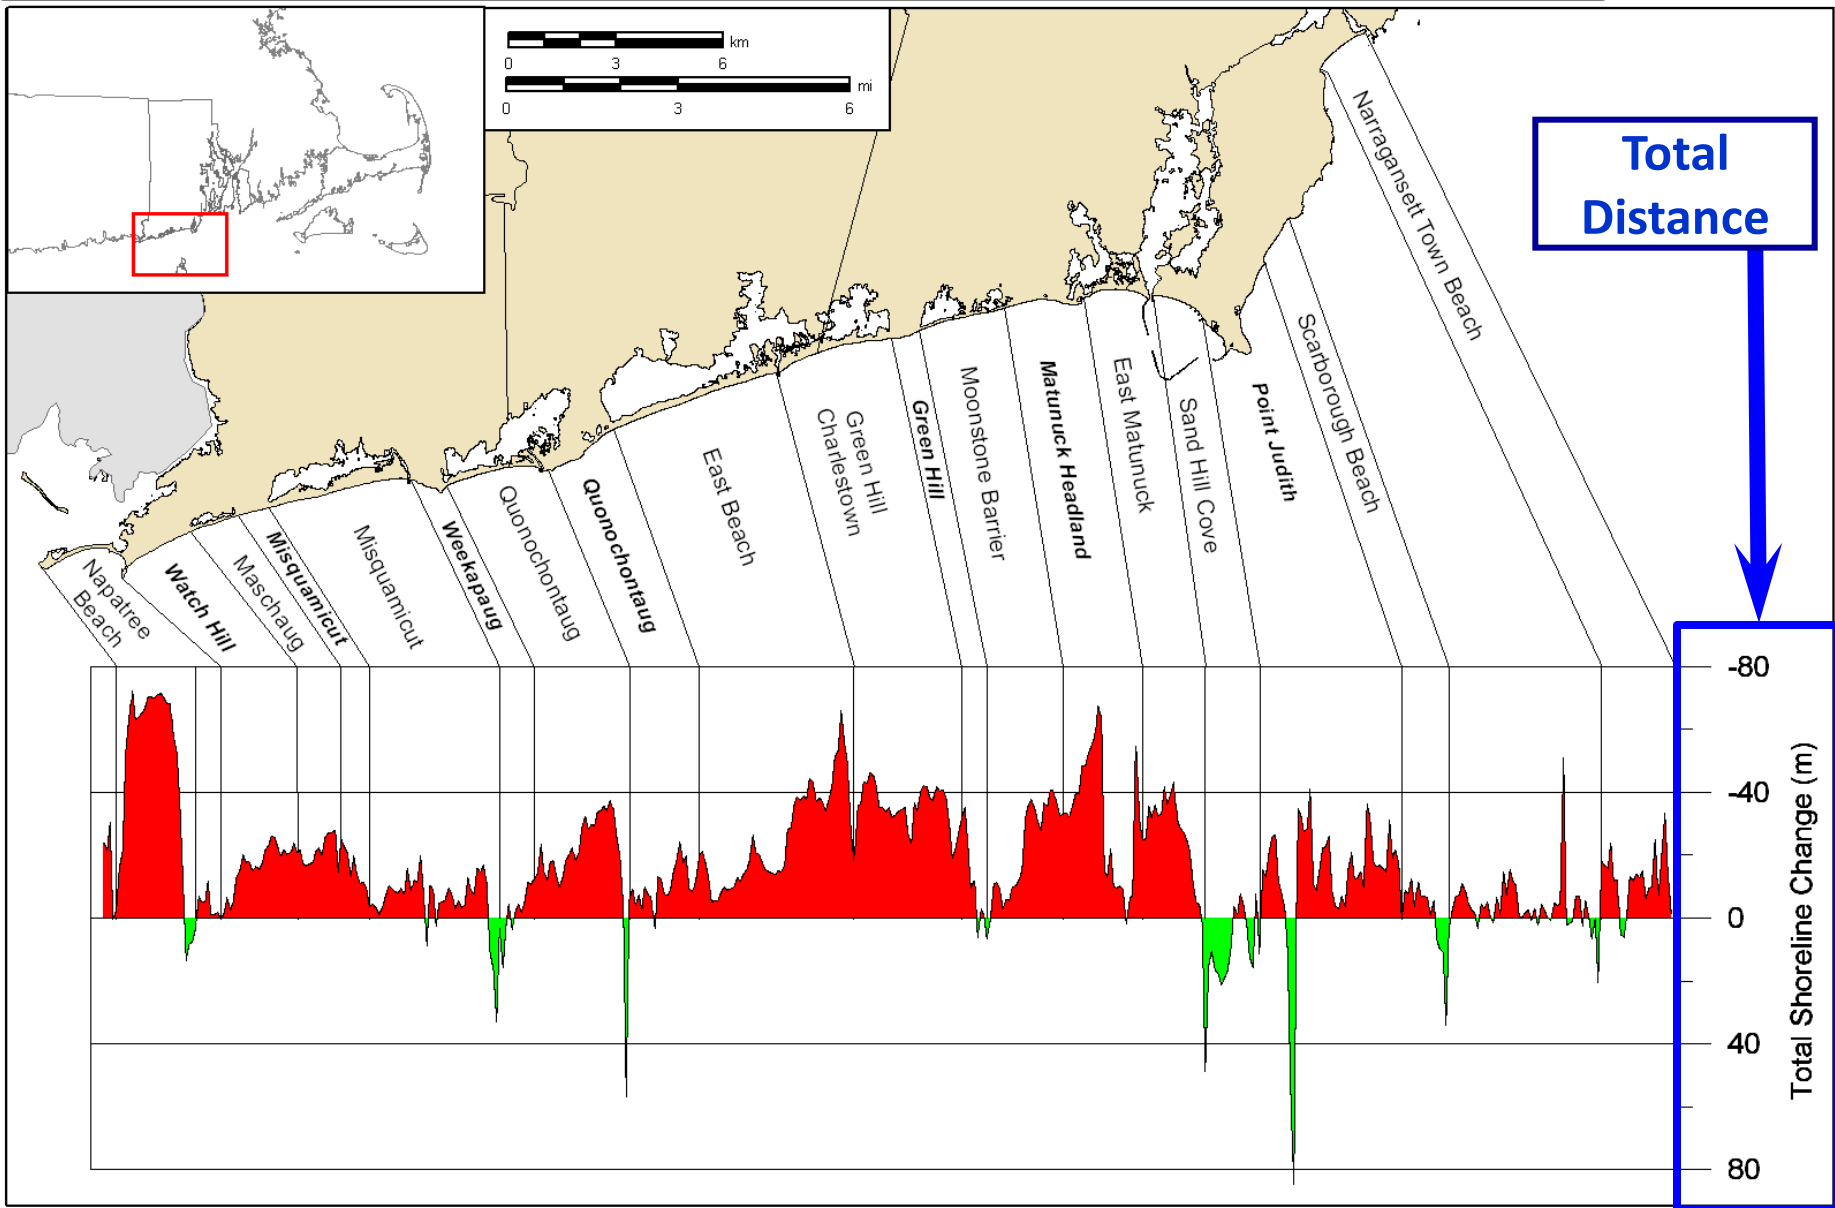 km
0 3 6
mi
0 3 6
Total
Distance
Narragansett Town Beach
Scarborough Beach
Point Judith
Sand Hill Cove
East Matunuck
Matunuck Headland
Moonstone Barrier
Green Hill
Green Hill
Charlestown
East Beach
Quonochontaug
Quonochontaug
Weekapaug
Misquamicut
Misquamicut
Maschaug
Watch Hill
Napatree
Beach
-80
-40
0
40
80
Total Shoreline Change (m)